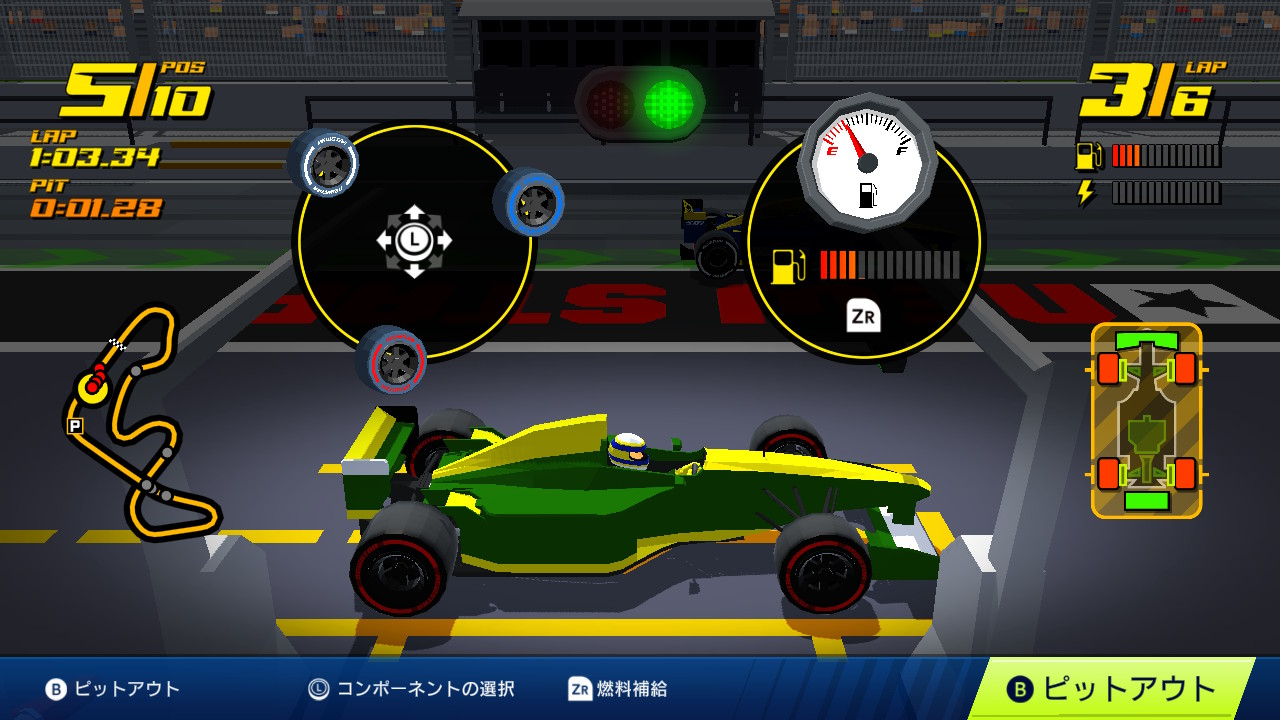 5/10 POS
LAP
1:03.34
PIT
0:01.28
3/6 LAP
L
E F
ZR
P
B ピットアウト
L コンポーネントの選択
ZR 燃料補給
B ピットアウト